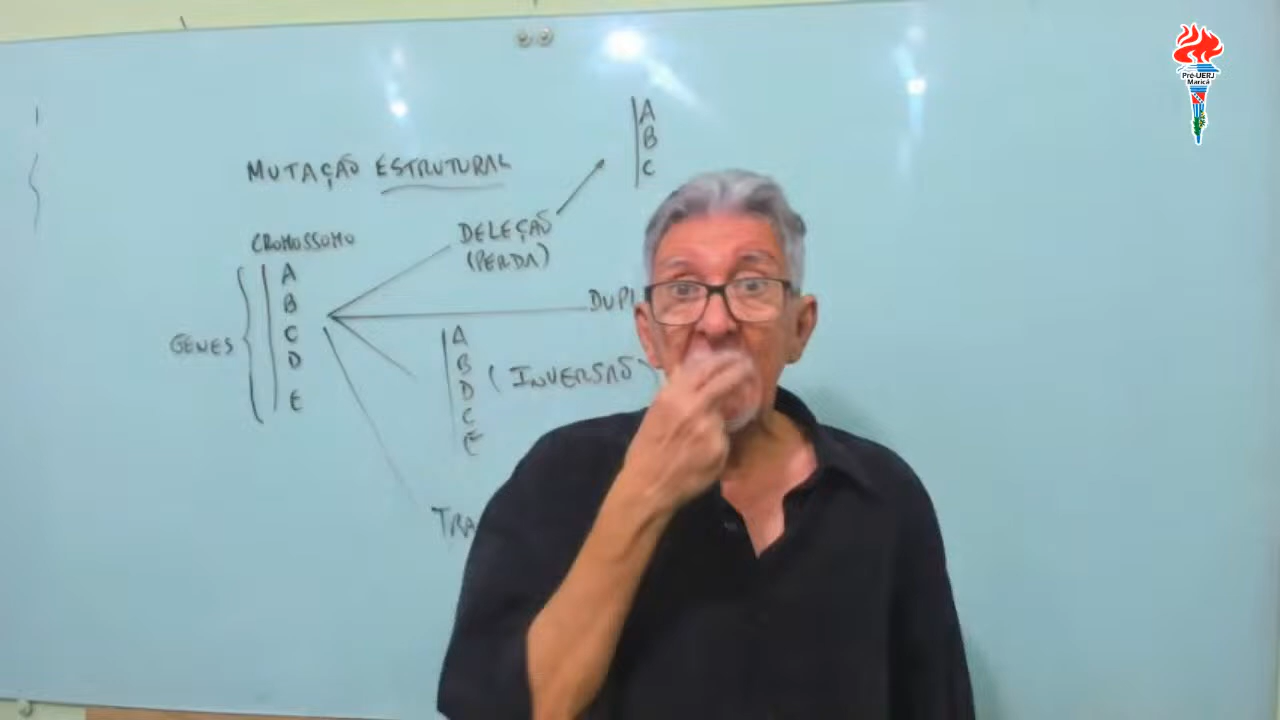 MUTAÇÃO ESTRUTURAL
CROMOSSOMO
GENES
A
B
C
D
E
DELEÇÃO
(PERDA)
A
B
C
DUPL
A
B
D
C
E
(INVERSÃO
TRA
Pré-UERJ
Maricá